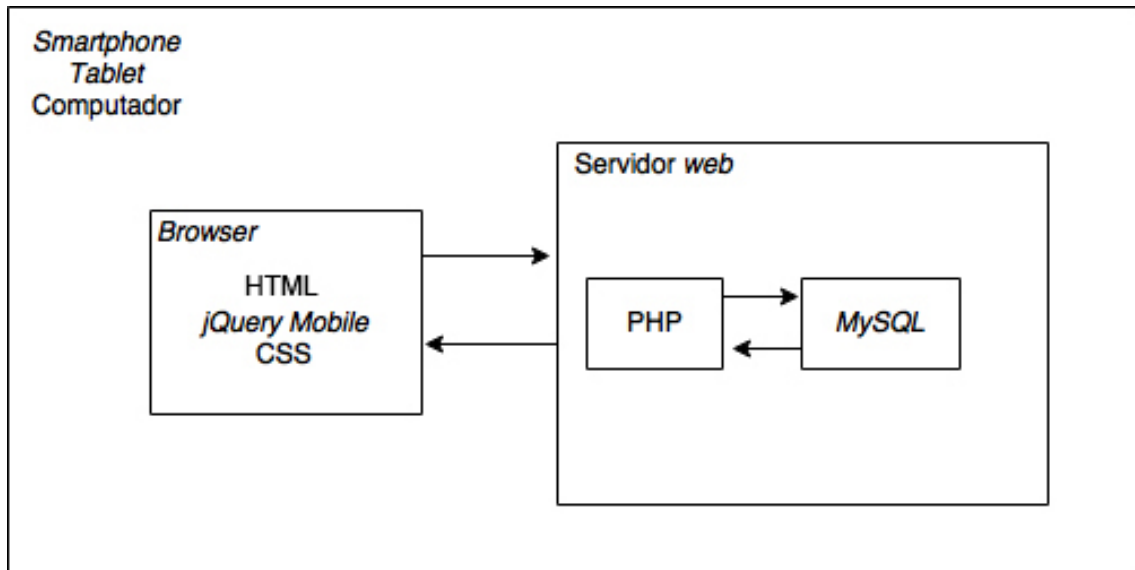 Smartphone
Tablet
Computador
Servidor web
Browser
HTML
jQuery Mobile
CSS
PHP
MySQL